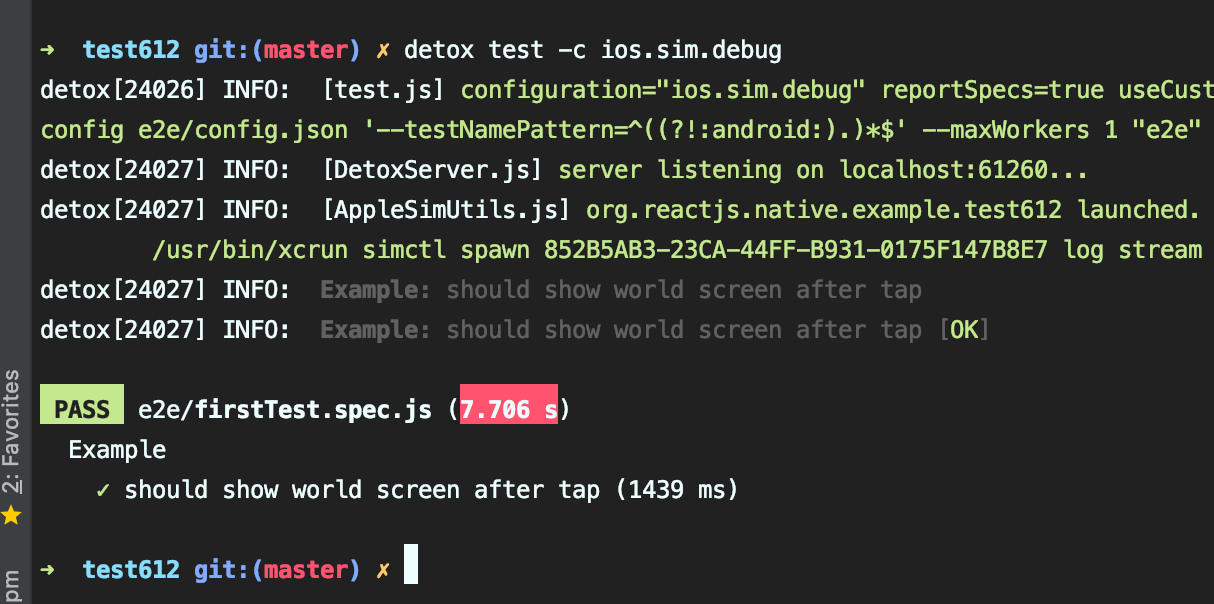 ➜ test612 git:(master) ✗ detox test -c ios.sim.debug
detox[24026] INFO: [test.js] configuration="ios.sim.debug" reportSpecs=true useCust
config e2e/config.json '--testNamePattern=^((?!:android:).)*$' --maxWorkers 1 "e2e"
detox[24027] INFO: [DetoxServer.js] server listening on localhost:61260...
detox[24027] INFO: [AppleSimUtils.js] org.reactjs.native.example.test612 launched.
/usr/bin/xcrun simctl spawn 852B5AB3-23CA-44FF-B931-0175F147B8E7 log stream
detox[24027] INFO: Example: should show world screen after tap
detox[24027] INFO: Example: should show world screen after tap [OK]
PASS e2e/firstTest.spec.js (7.706 s)
Example
✓ should show world screen after tap (1439 ms)
➜ test612 git:(master) ✗
2: Favorites
pm